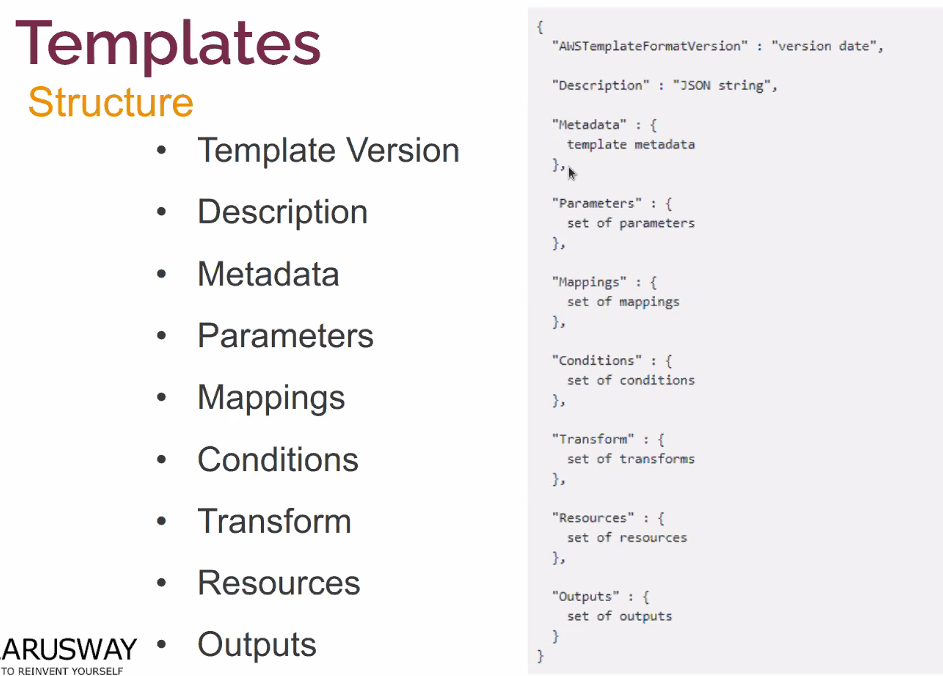 Templates
Structure
• Template Version
• Description
• Metadata
• Parameters
• Mappings
• Conditions
• Transform
• Resources
• Outputs
ARUSWAY
TO REINVENT YOURSELF
{
"AWSTemplateFormatVersion" : "version date",
"Description" : "JSON string",
"Metadata" : {
template metadata
},
"Parameters" : {
set of parameters
},
"Mappings" : {
set of mappings
},
"Conditions" : {
set of conditions
},
"Transform" : {
set of transforms
},
"Resources" : {
set of resources
},
"Outputs" : {
set of outputs
}
}